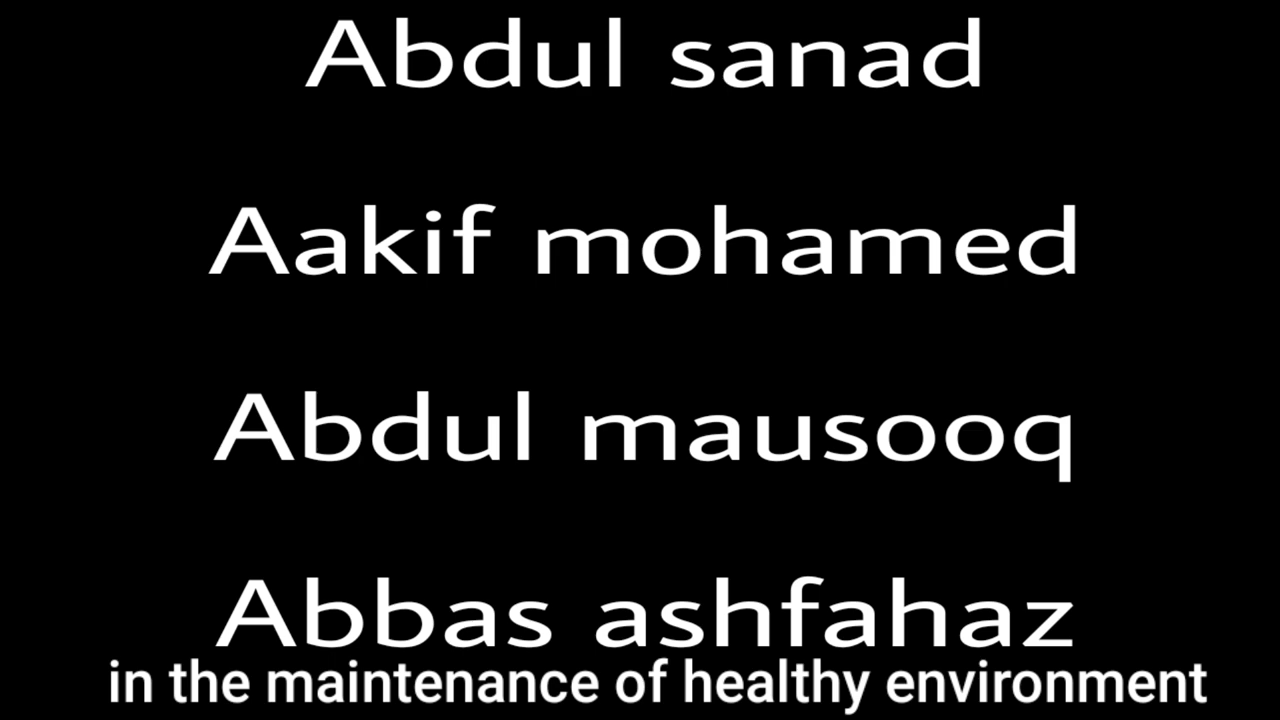 Abdul sanad
Aakif mohamed
Abdul mausooq
Abbas ashfahaz
in the maintenance of healthy environment